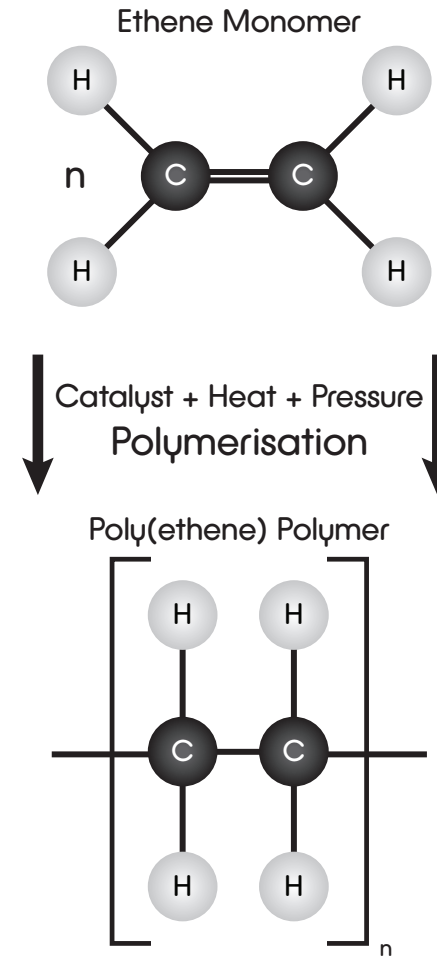 Ethene Monomer
H H
n C C
H H
Catalyst + Heat + Pressure
Polymerisation
Poly(ethene) Polymer
H H
C C
H H
n